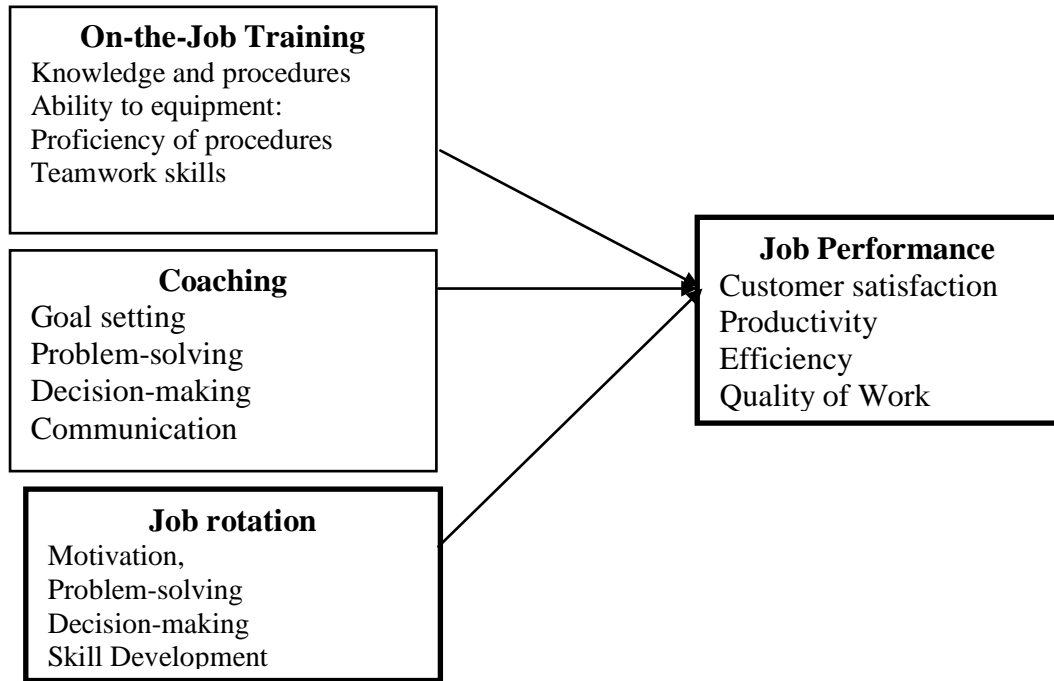 On-the-Job Training
Knowledge and procedures
Ability to equipment:
Proficiency of procedures
Teamwork skills
Coaching
Goal setting
Problem-solving
Decision-making
Communication
Job rotation
Motivation,
Problem-solving
Decision-making
Skill Development
Job Performance
Customer satisfaction
Productivity
Efficiency
Quality of Work